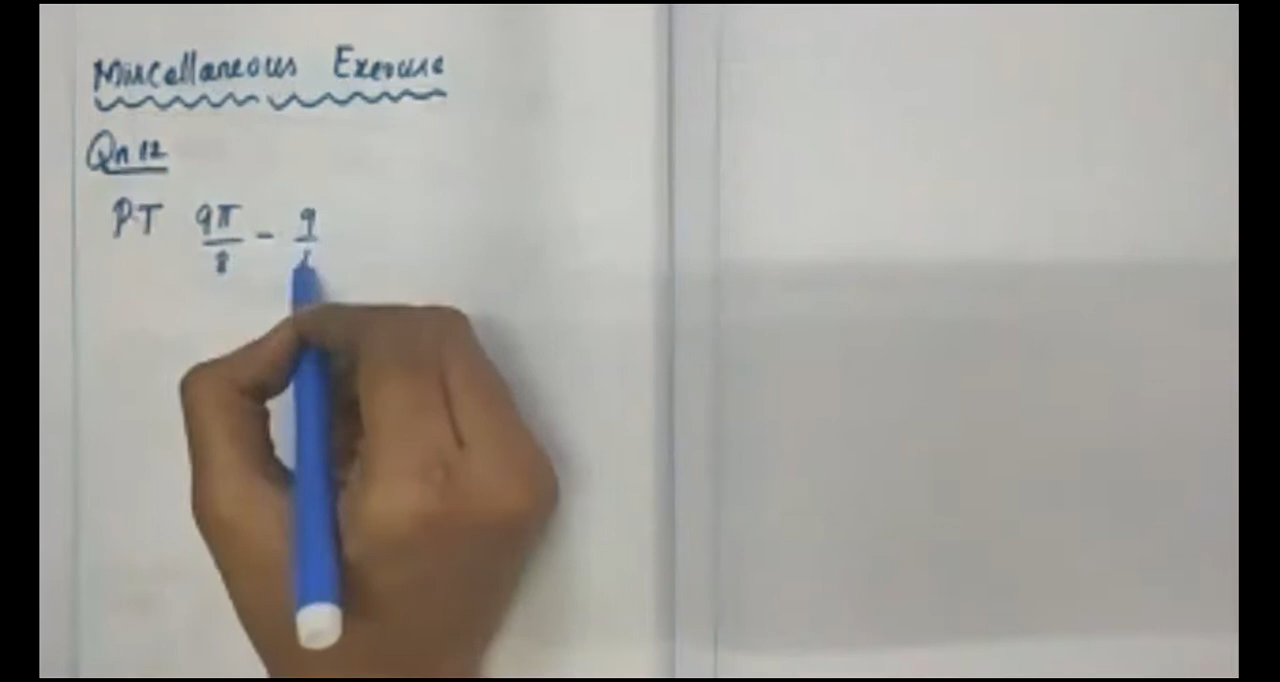 Miscellaneous Exercise
Qn 12
P.T 9π/8 - 9/